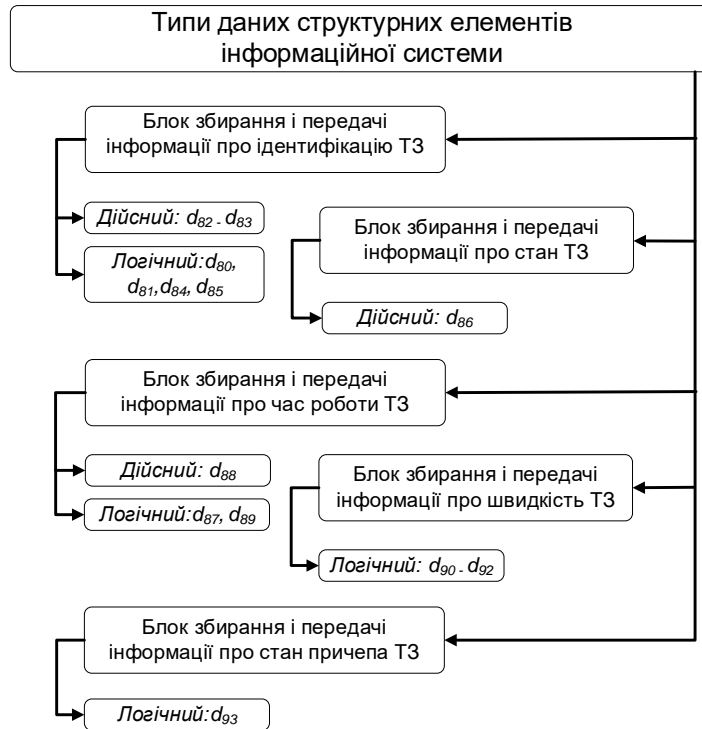 Типи даних структурних елементів
інформаційної системи
Блок збирання і передачі
інформації про ідентифікацію ТЗ
Дійсний: d82 - d83
Логічний:d80,
d81,d84, d85
Блок збирання і передачі
інформації про стан ТЗ
Дійсний: d86
Блок збирання і передачі
інформації про час роботи ТЗ
Дійсний: d88
Логічний:d87, d89
Блок збирання і передачі
інформації про швидкість ТЗ
Логічний: d90 - d92
Блок збирання і передачі
інформації про стан причепа ТЗ
Логічний:d93